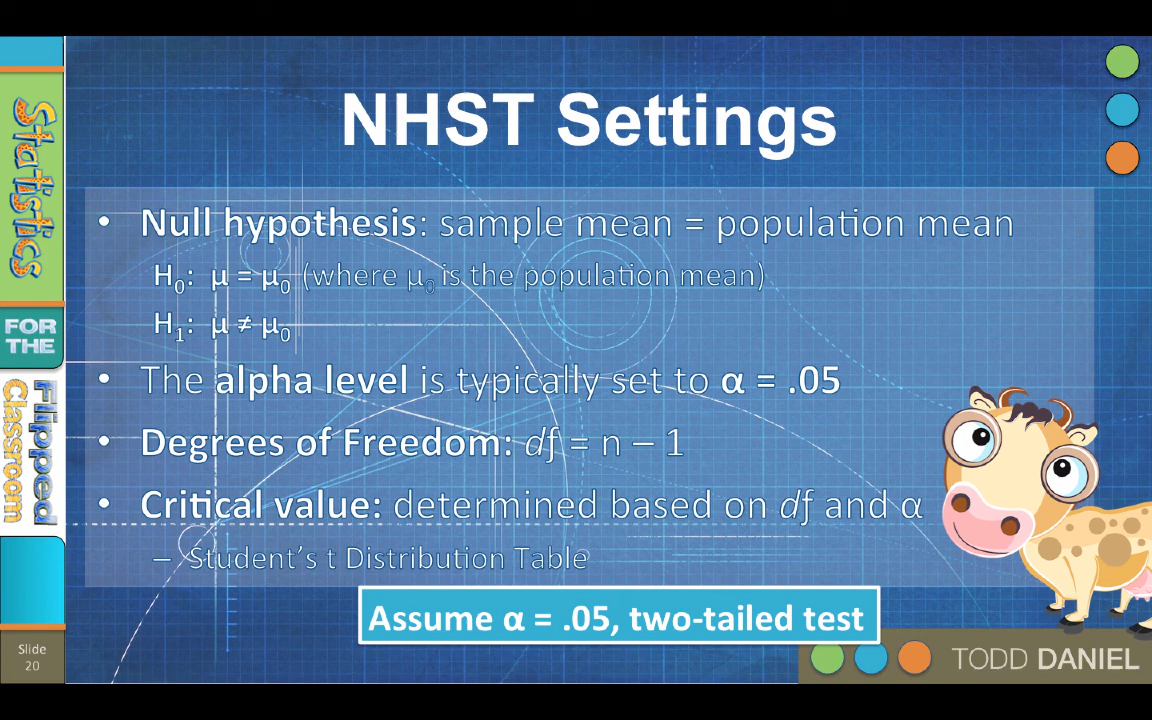 NHST Settings
• Null hypothesis: sample mean = population mean
H₀: μ = μ₀ (where μ₀ is the population mean)
H₁: μ ≠ μ₀
• The alpha level is typically set to α = .05
• Degrees of Freedom: df = n – 1
• Critical value: determined based on df and α
– Student’s t Distribution Table
Assume α = .05, two-tailed test
Statistics
FOR THE
Flipped
Classroom
Slide
20
TODD DANIEL